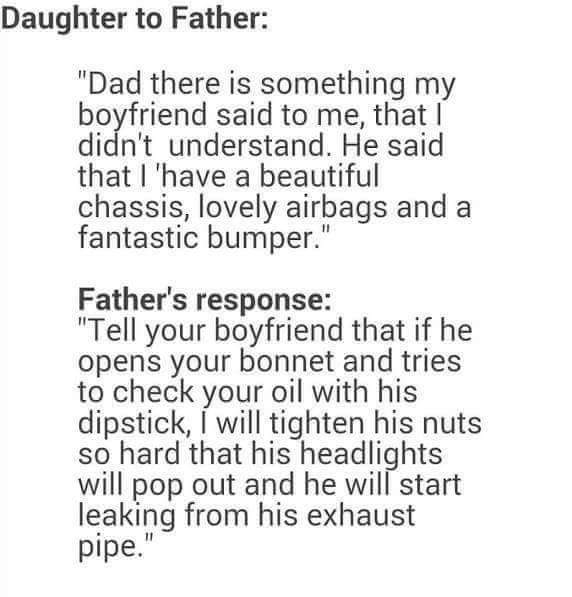 Daughter to Father:
"Dad there is something my
boyfriend said to me, that I
didn't  understand. He said
that I 'have a beautiful
chassis, lovely airbags and a
fantastic bumper."
Father's response:
"Tell your boyfriend that if he
opens your bonnet and tries
to check your oil with his
dipstick, I will tighten his nuts
so hard that his headlights
will pop out and he will start
leaking from his exhaust
pipe."